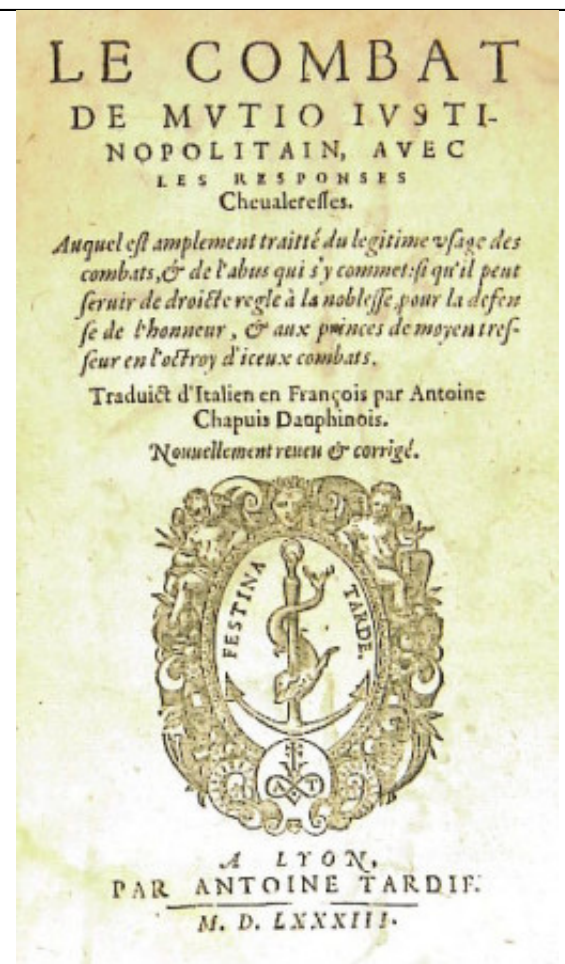 LE COMBAT
DE MVTIO IVSTI-
NOPOLITAIN, AVEC
LES RESPONSES
Cheualeresses.
Auquel est amplement traitté du legitime vsage des
combats, & de l'abus qui s'y commet: si qu'il peut
seruir de droicte regle à la noblesse, pour la defen
se de l'honneur, & aux princes de moyen tres-
seur en l'octroy d'iceux combats.
Traduict d'Italien en François par Antoine
Chapuis Dauphinois.
Nouuellement reueu & corrigé.
FESTINA TARDE.
A T
A LYON,
PAR ANTOINE TARDIF.
M. D. LXXXIII.